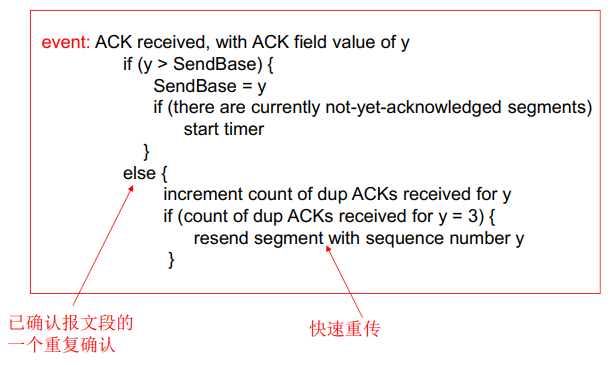 event: ACK received, with ACK field value of y
if (y > SendBase) {
SendBase = y
if (there are currently not-yet-acknowledged segments)
start timer
}
else {
increment count of dup ACKs received for y
if (count of dup ACKs received for y = 3) {
resend segment with sequence number y
}
已确认报文段的
一个重复确认
快速重传